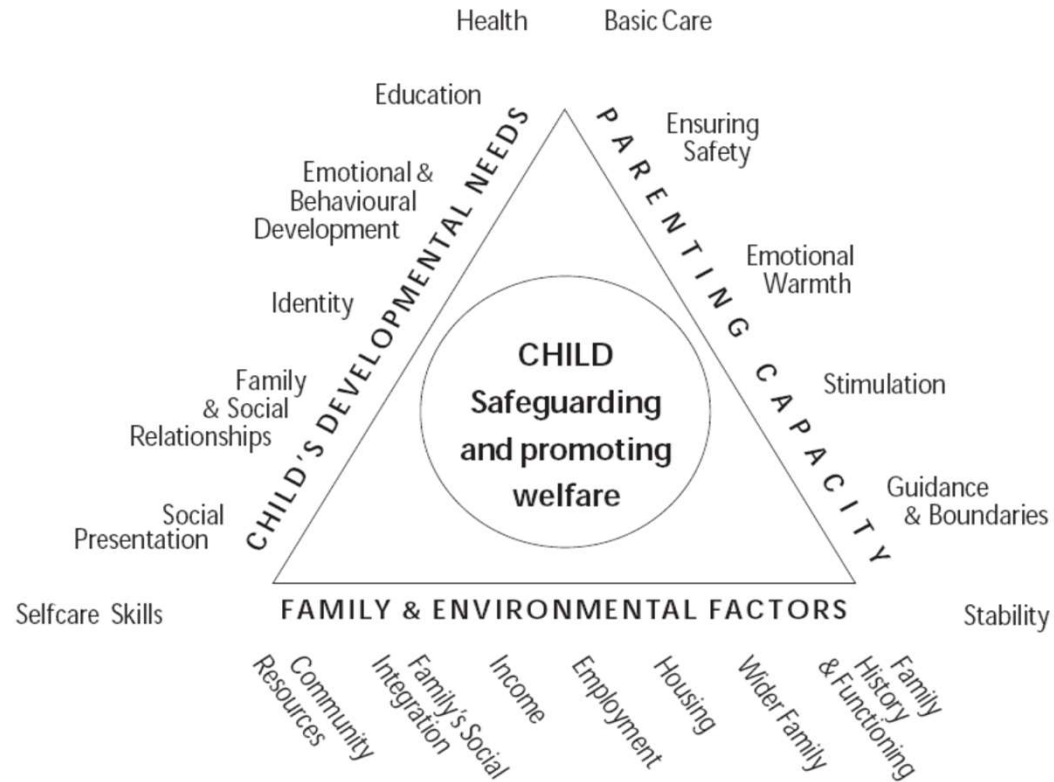 Health
Basic Care
Education
Ensuring
Safety
Emotional &
Behavioural
Development
Emotional
Warmth
Identity
Stimulation
Family
& Social
Relationships
Guidance
& Boundaries
Social
Presentation
Selfcare Skills
Stability
CHILD'S DEVELOPMENTAL NEEDS
PARENTING CAPACITY
CHILD
Safeguarding
and promoting
welfare
FAMILY & ENVIRONMENTAL FACTORS
Community
Resources
Family's Social
Integration
Income
Employment
Housing
Wider Family
Family
History
& Functioning